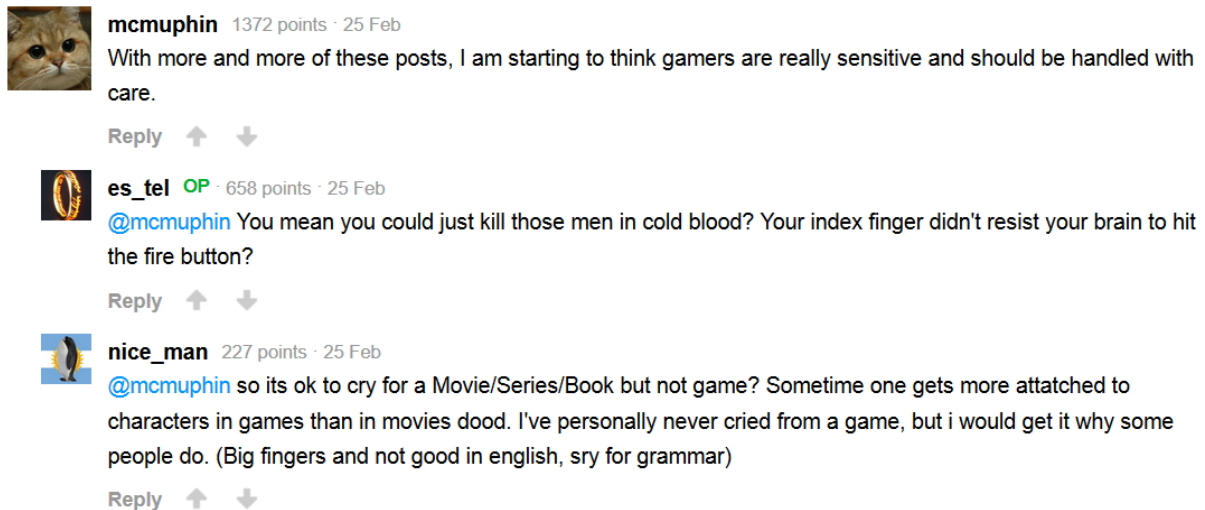 mcmuphin 1372 points · 25 Feb
With more and more of these posts, I am starting to think gamers are really sensitive and should be handled with
care.
Reply
es_tel OP · 658 points · 25 Feb
@mcmuphin You mean you could just kill those men in cold blood? Your index finger didn't resist your brain to hit
the fire button?
Reply
nice_man 227 points · 25 Feb
@mcmuphin so its ok to cry for a Movie/Series/Book but not game? Sometime one gets more attatched to
characters in games than in movies dood. I've personally never cried from a game, but i would get it why some
people do. (Big fingers and not good in english, sry for grammar)
Reply